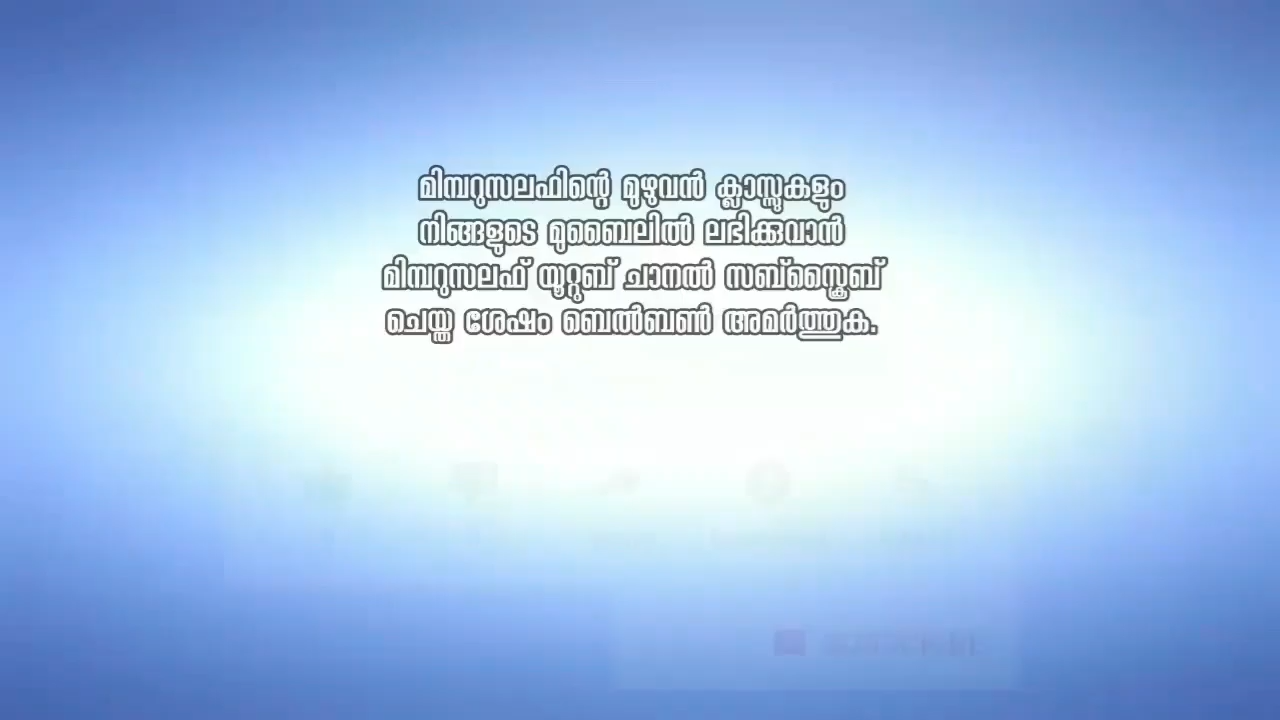 മിമ്പറുസലഫിന്റെ മുഴുവൻ ക്ലാസ്സുകളും
നിങ്ങളുടെ മുബൈലിൽ ലഭിക്കുവാൻ
മിമ്പറുസലഫ് യൂറ്റുബ് ചാനൽ സബ്സ്ക്രൈബ്
ചെയ്ത ശേഷം ബെൽബൺ അമർത്തുക.